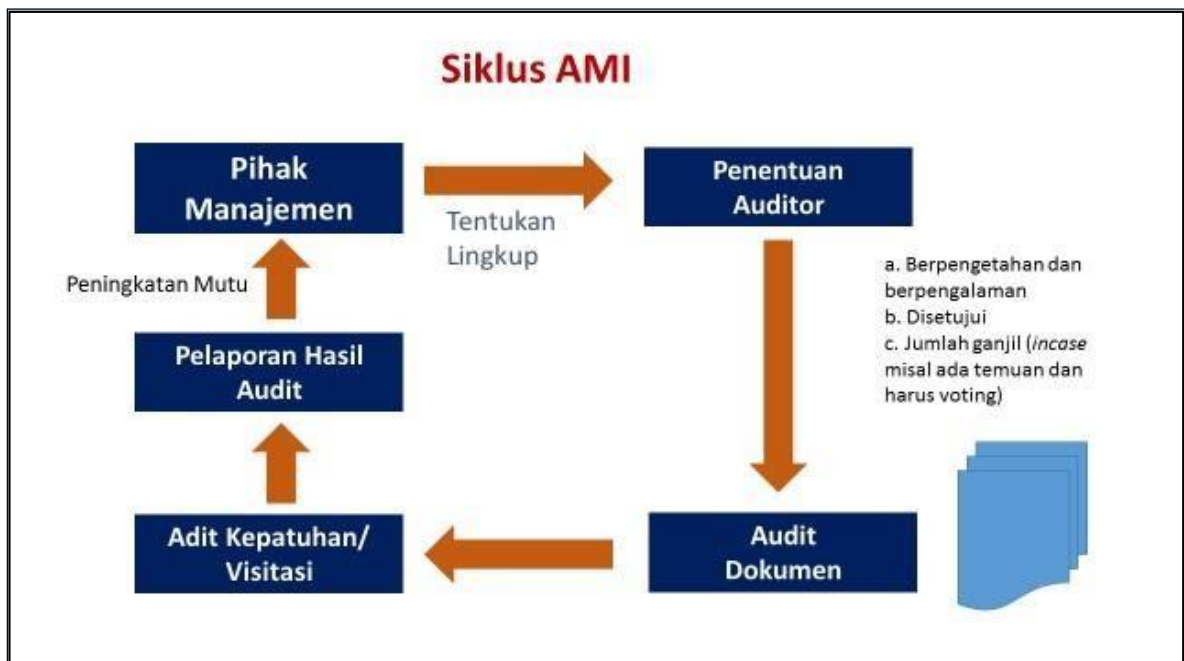 Siklus AMI
Pihak
Manajemen
Tentukan
Lingkup
Penentuan
Auditor
a. Berpengetahan dan
berpengalaman
b. Disetujui
c. Jumlah ganjil (incase
misal ada temuan dan
harus voting)
Audit
Dokumen
Adit Kepatuhan/
Visitasi
Pelaporan Hasil
Audit
Peningkatan Mutu